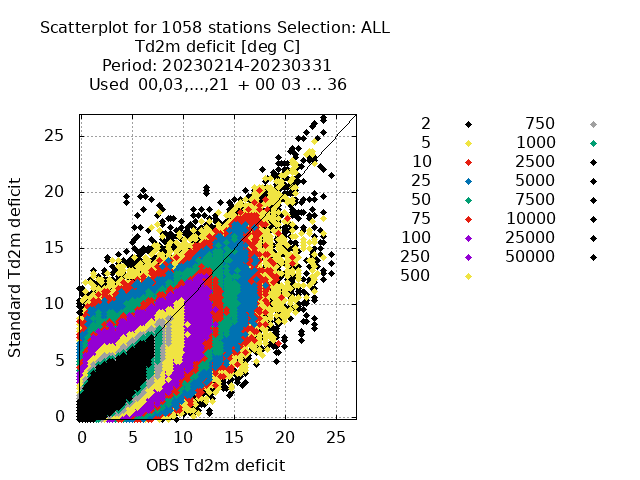 Scatterplot for 1058 stations Selection: ALL
Td2m deficit [deg C]
Period: 20230214-20230331
Used 00,03,...,21 + 00 03 ... 36
25
20
15
10
5
0
Standard Td2m deficit
0 5 10 15 20 25
OBS Td2m deficit
2 750
5 1000
10 2500
25 5000
50 7500
75 10000
100 25000
250 50000
500